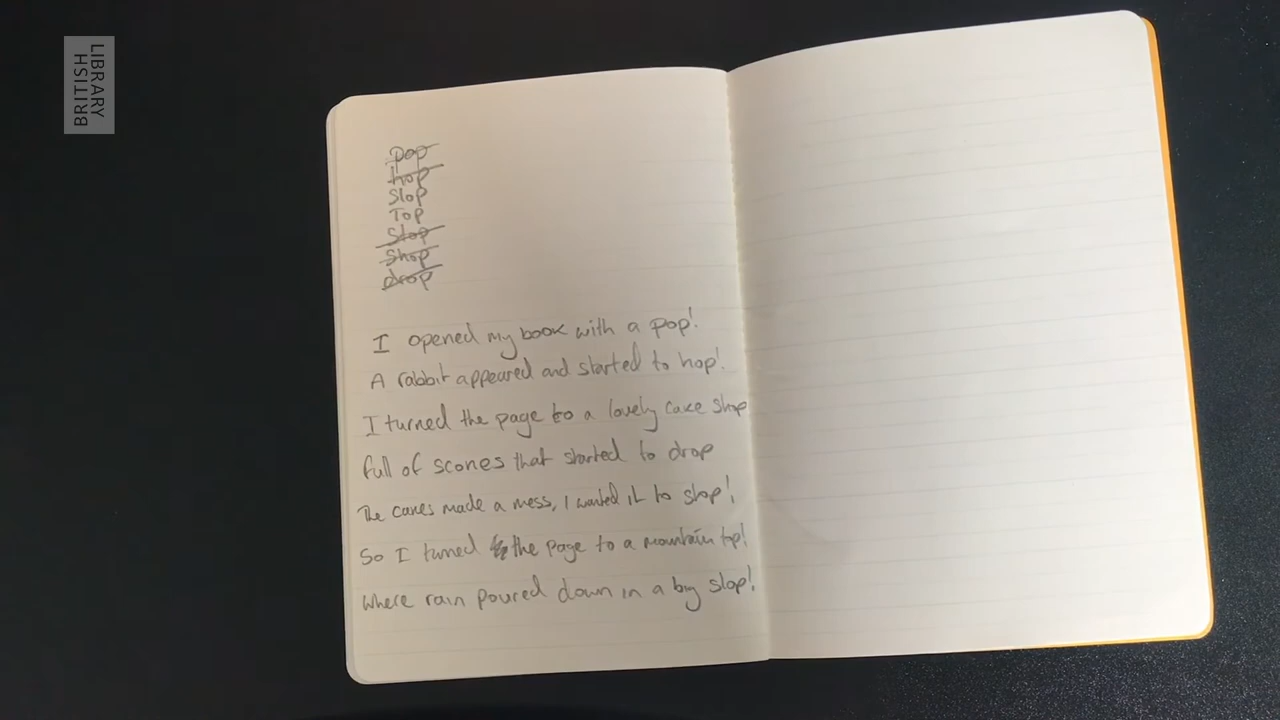 BRITISH
LIBRARY
pop
hop
Slop
Top
Stop
Shop
drop
I opened my book with a pop!
A rabbit appeared and started to hop!
I turned the page to a lovely cake shop
full of scones that started to drop
The cakes made a mess, I wanted it to stop!
So I turned the page to a mountain top!
where rain poured down in a big slop!